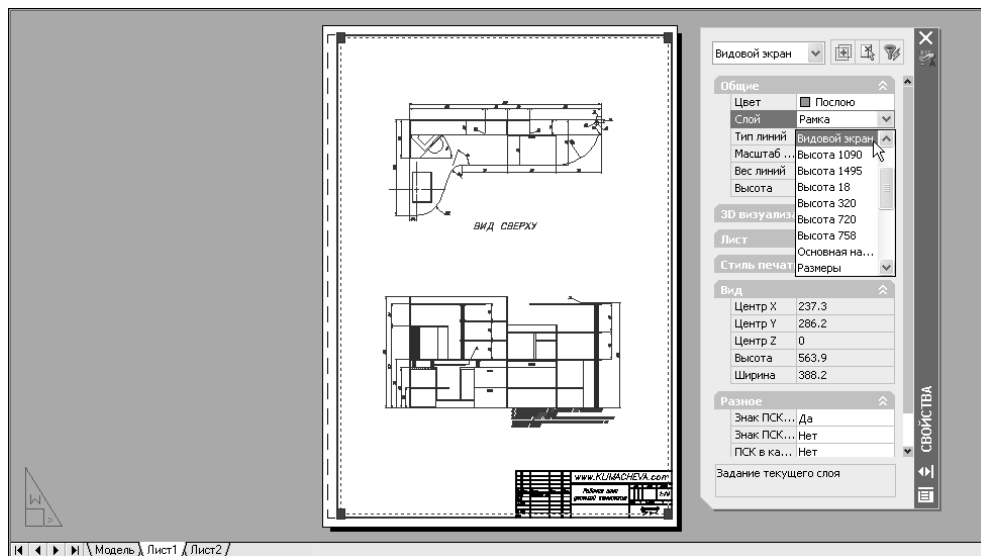 Видовой экран
Общие
Цвет Послою
Слой Рамка
Тип линий Видовой экран
Масштаб ... Высота 1090
Вес линий Высота 1495
Высота Высота 18
Высота 320
3D визуализа Высота 720
Лист Высота 758
Основная на...
Стиль печат Размеры
Вид
Центр X 237.3
Центр Y 286.2
Центр Z 0
Высота 563.9
Ширина 388.2
Разное
Знак ПСК... Да
Знак ПСК... Нет
ПСК в ка... Нет
Задание текущего слоя
СВОЙСТВА
ВИД СВЕРХУ
www.KLIMACHEVA.com
W
X
Модель Лист1 Лист2